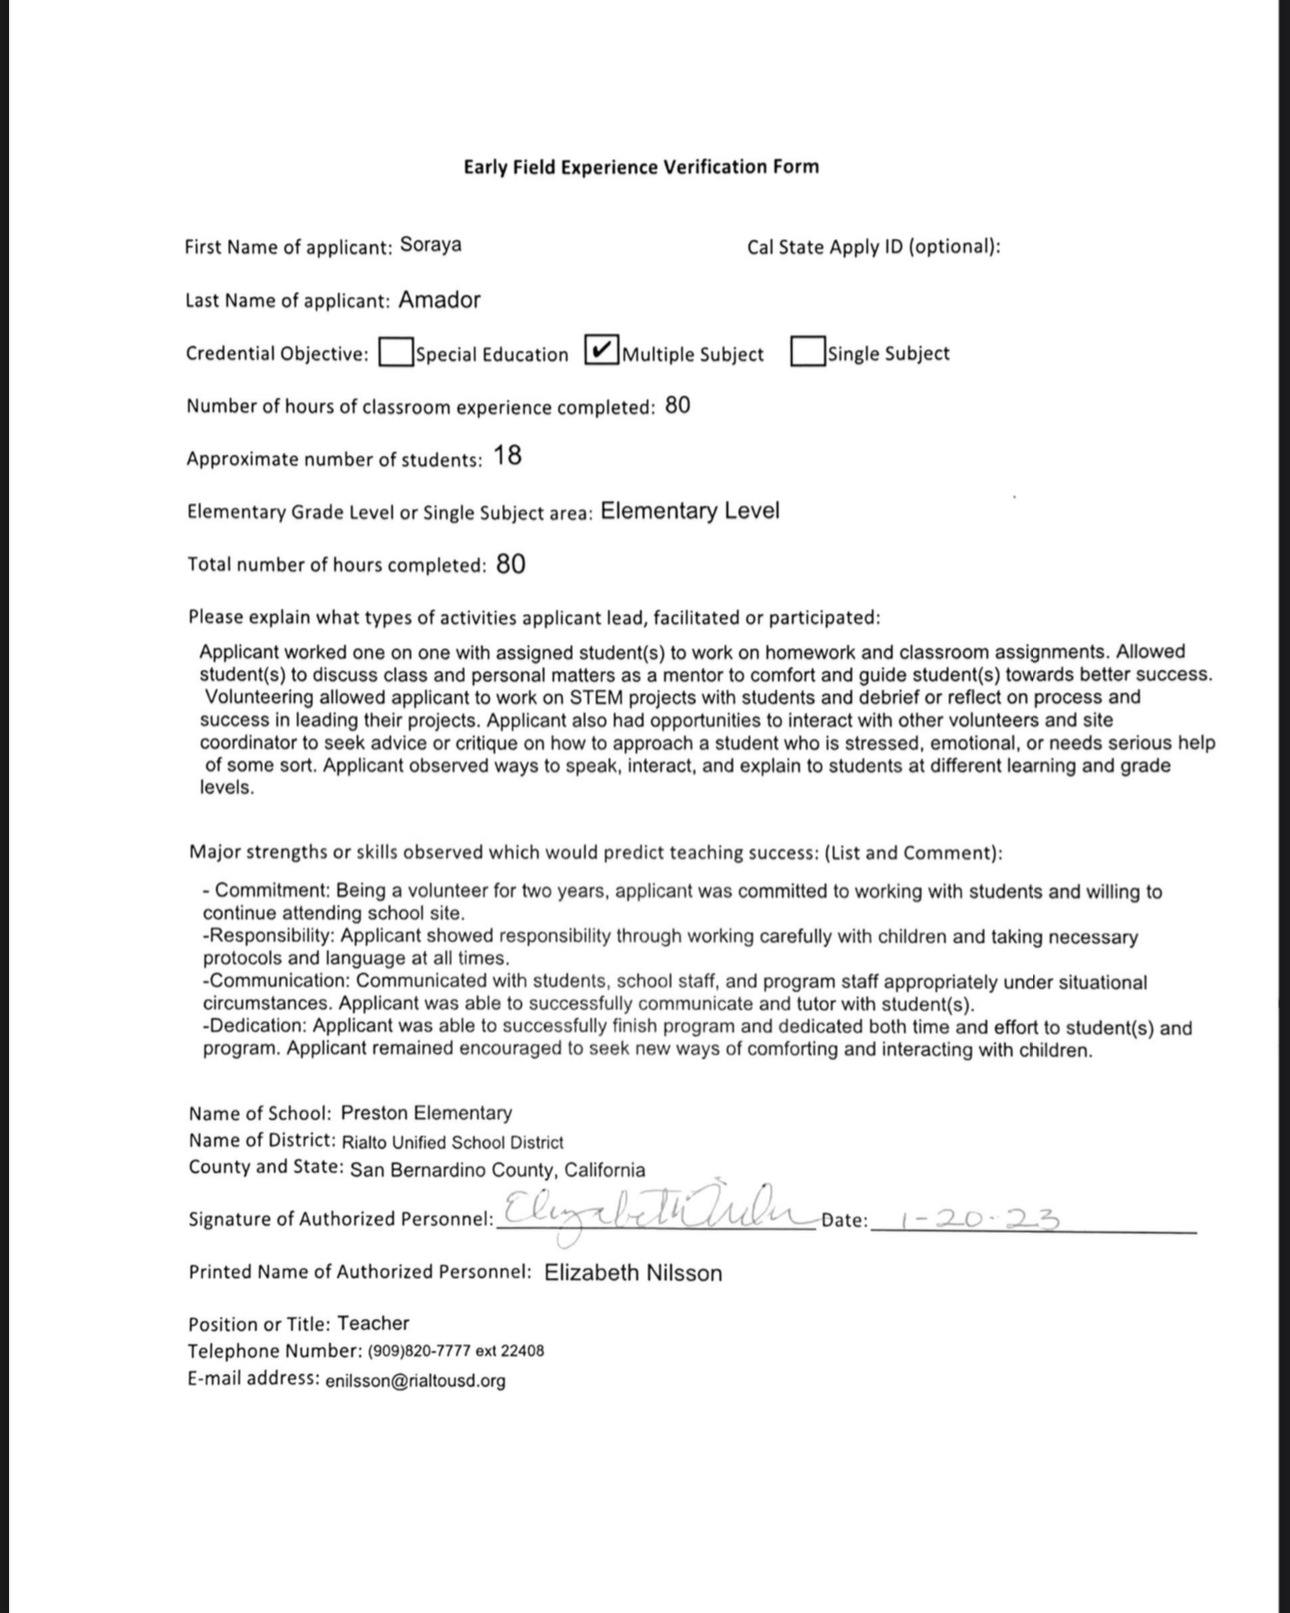 Early Field Experience Verification Form
First Name of applicant: Soraya Cal State Apply ID (optional):
Last Name of applicant: Amador
Credential Objective: Special Education ✔ Multiple Subject Single Subject
Number of hours of classroom experience completed: 80
Approximate number of students: 18
Elementary Grade Level or Single Subject area: Elementary Level
Total number of hours completed: 80
Please explain what types of activities applicant lead, facilitated or participated:
Applicant worked one on one with assigned student(s) to work on homework and classroom assignments. Allowed
student(s) to discuss class and personal matters as a mentor to comfort and guide student(s) towards better success.
Volunteering allowed applicant to work on STEM projects with students and debrief or reflect on process and
success in leading their projects. Applicant also had opportunities to interact with other volunteers and site
coordinator to seek advice or critique on how to approach a student who is stressed, emotional, or needs serious help
of some sort. Applicant observed ways to speak, interact, and explain to students at different learning and grade
levels.
Major strengths or skills observed which would predict teaching success: (List and Comment):
- Commitment: Being a volunteer for two years, applicant was committed to working with students and willing to
continue attending school site.
-Responsibility: Applicant showed responsibility through working carefully with children and taking necessary
protocols and language at all times.
-Communication: Communicated with students, school staff, and program staff appropriately under situational
circumstances. Applicant was able to successfully communicate and tutor with student(s).
-Dedication: Applicant was able to successfully finish program and dedicated both time and effort to student(s) and
program. Applicant remained encouraged to seek new ways of comforting and interacting with children.
Name of School: Preston Elementary
Name of District: Rialto Unified School District
County and State: San Bernardino County, California
Signature of Authorized Personnel: Elizabeth Date: 1-20-23
Printed Name of Authorized Personnel: Elizabeth Nilsson
Position or Title: Teacher
Telephone Number: (909)820-7777 ext 22408
E-mail address: enilsson@rialtousd.org